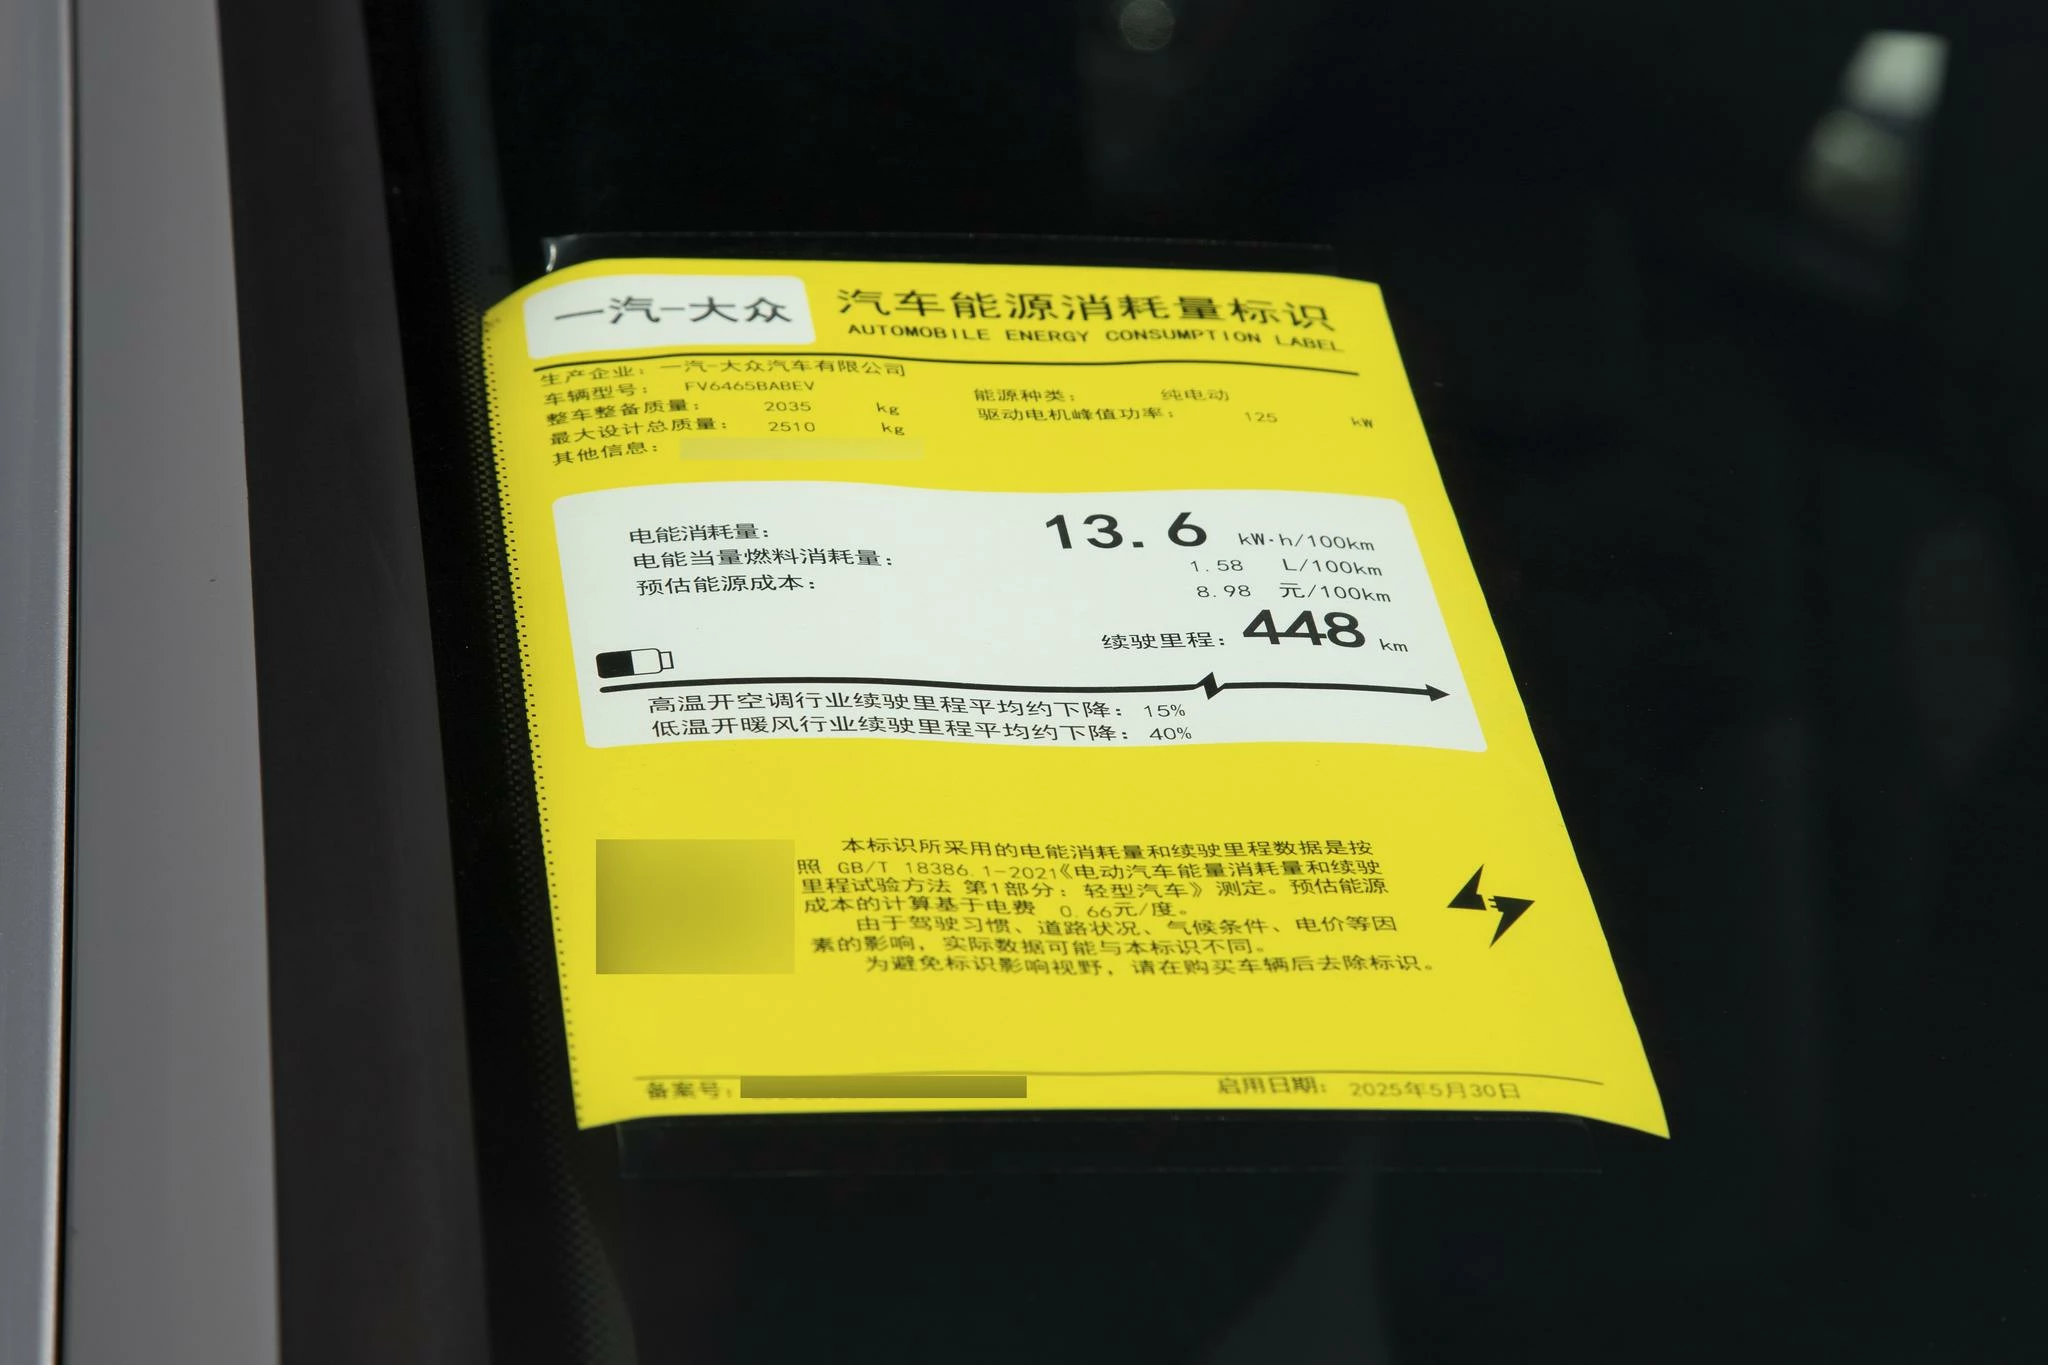 一汽-大众 汽车能源消耗量标识
AUTOMOBILE ENERGY CONSUMPTION LABEL
生产企业: 一汽-大众汽车有限公司
车辆型号: FV6465BABEV 能源种类: 纯电动
整车整备质量: 2035 kg 驱动电机峰值功率: 125 kW
最大设计总质量: 2510 kg
其他信息:
电能消耗量: 13.6 kW·h/100km
电能当量燃料消耗量: 1.58 L/100km
预估能源成本: 8.98 元/100km
续驶里程: 448 km
高温开空调行业续驶里程平均约下降: 15%
低温开暖风行业续驶里程平均约下降: 40%
本标识所采用的电能消耗量和续驶里程数据是按
照 GB/T 18386.1-2021《电动汽车能量消耗量和续驶
里程试验方法 第1部分: 轻型汽车》测定。预估能源
成本的计算基于电费 0.66元/度。
由于驾驶习惯、道路状况、气候条件、电价等因
素的影响, 实际数据可能与本标识不同。
为避免标识影响视野, 请在购买车辆后去除标识。
备案号: 启用日期: 2025年5月30日